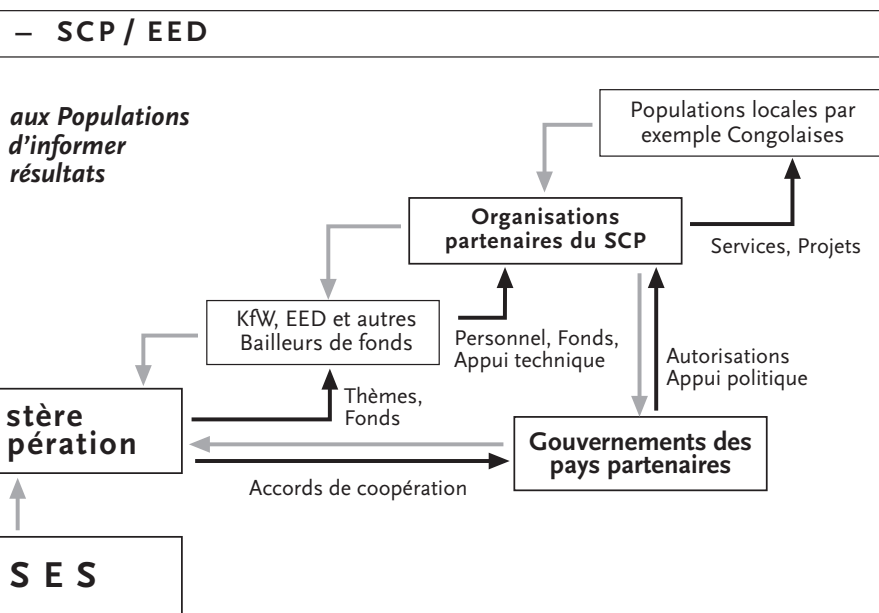 – SCP / EED
aux Populations
d'informer
résultats
Populations locales par
exemple Congolaises
Organisations
partenaires du SCP
Services, Projets
KfW, EED et autres
Bailleurs de fonds
Personnel, Fonds,
Appui technique
Autorisations
Appui politique
Thèmes,
Fonds
stère
pération
Gouvernements des
pays partenaires
Accords de coopération
S E S